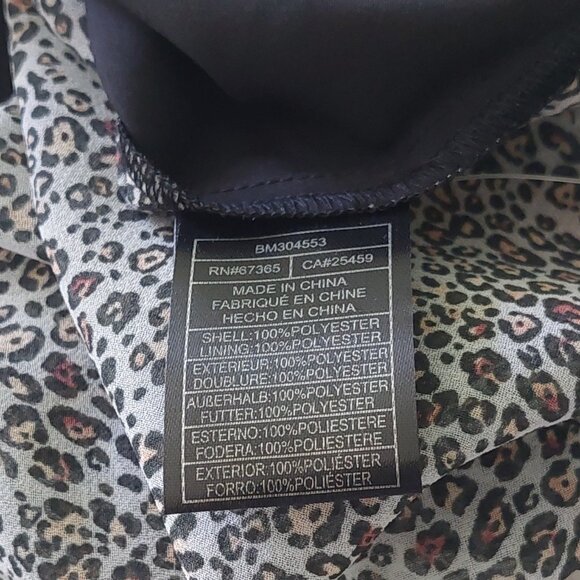 BM304553
RN#67365 CA#25459
MADE IN CHINA
FABRIQUÉ EN CHINE
HECHO EN CHINA
SHELL:100%POLYESTER
LINING:100%POLYESTER
EXTERIEUR:100%POLYESTER
DOUBLURE:100%POLYESTER
AUßERHALB:100%POLYESTER
FUTTER:100%POLYESTER
ESTERNO:100%POLIESTERE
FODERA:100%POLIESTERE
EXTERIOR:100%POLIÉSTER
FORRO:100%POLIÉSTER